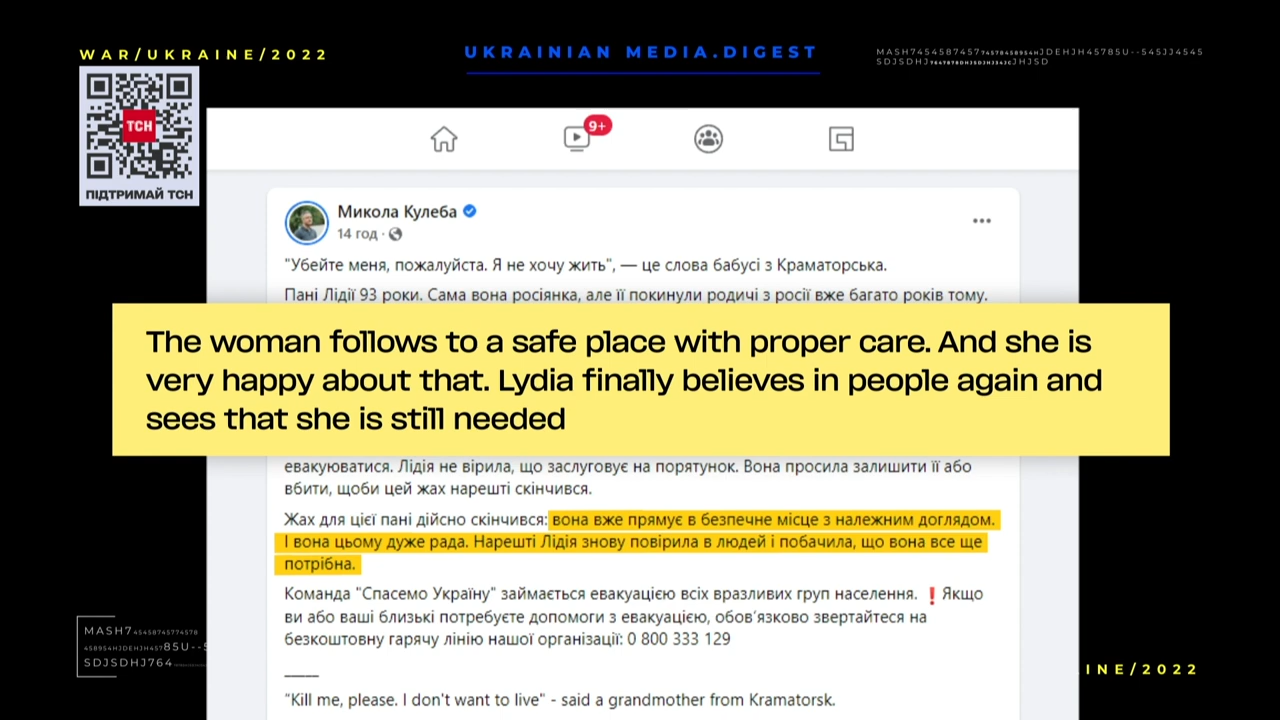 WAR/UKRAINE/2022
UKRAINIAN MEDIA.DIGEST
ТСН
ПІДТРИМАЙ ТСН
9+
Микола Кулеба
14 год ·
"Убейте меня, пожалуйста. Я не хочу жить", — це слова бабусі з Краматорська.
Пані Лідії 93 роки. Сама вона росіянка, але її покинули родичі з росії вже багато років тому.
The woman follows to a safe place with proper care. And she is
very happy about that. Lydia finally believes in people again and
sees that she is still needed
евакуюватися. Лідія не вірила, що заслуговує на порятунок. Вона просила залишити її або
вбити, щоби цей жах нарешті скінчився.
Жах для цієї пані дійсно скінчився: вона вже прямує в безпечне місце з належним доглядом.
І вона цьому дуже рада. Нарешті Лідія знову повірила в людей і побачила, що вона все ще
потрібна.
Команда "Спасемо Україну" займається евакуацією всіх вразливих груп населення. ❗Якщо
ви або ваші близькі потребуєте допомоги з евакуацією, обов'язково звертайтеся на
безкоштовну гарячу лінію нашої організації: 0 800 333 129
"Kill me, please. I don't want to live" - said a grandmother from Kramatorsk.
MASH7
SDJSDHJ764
INE/2022